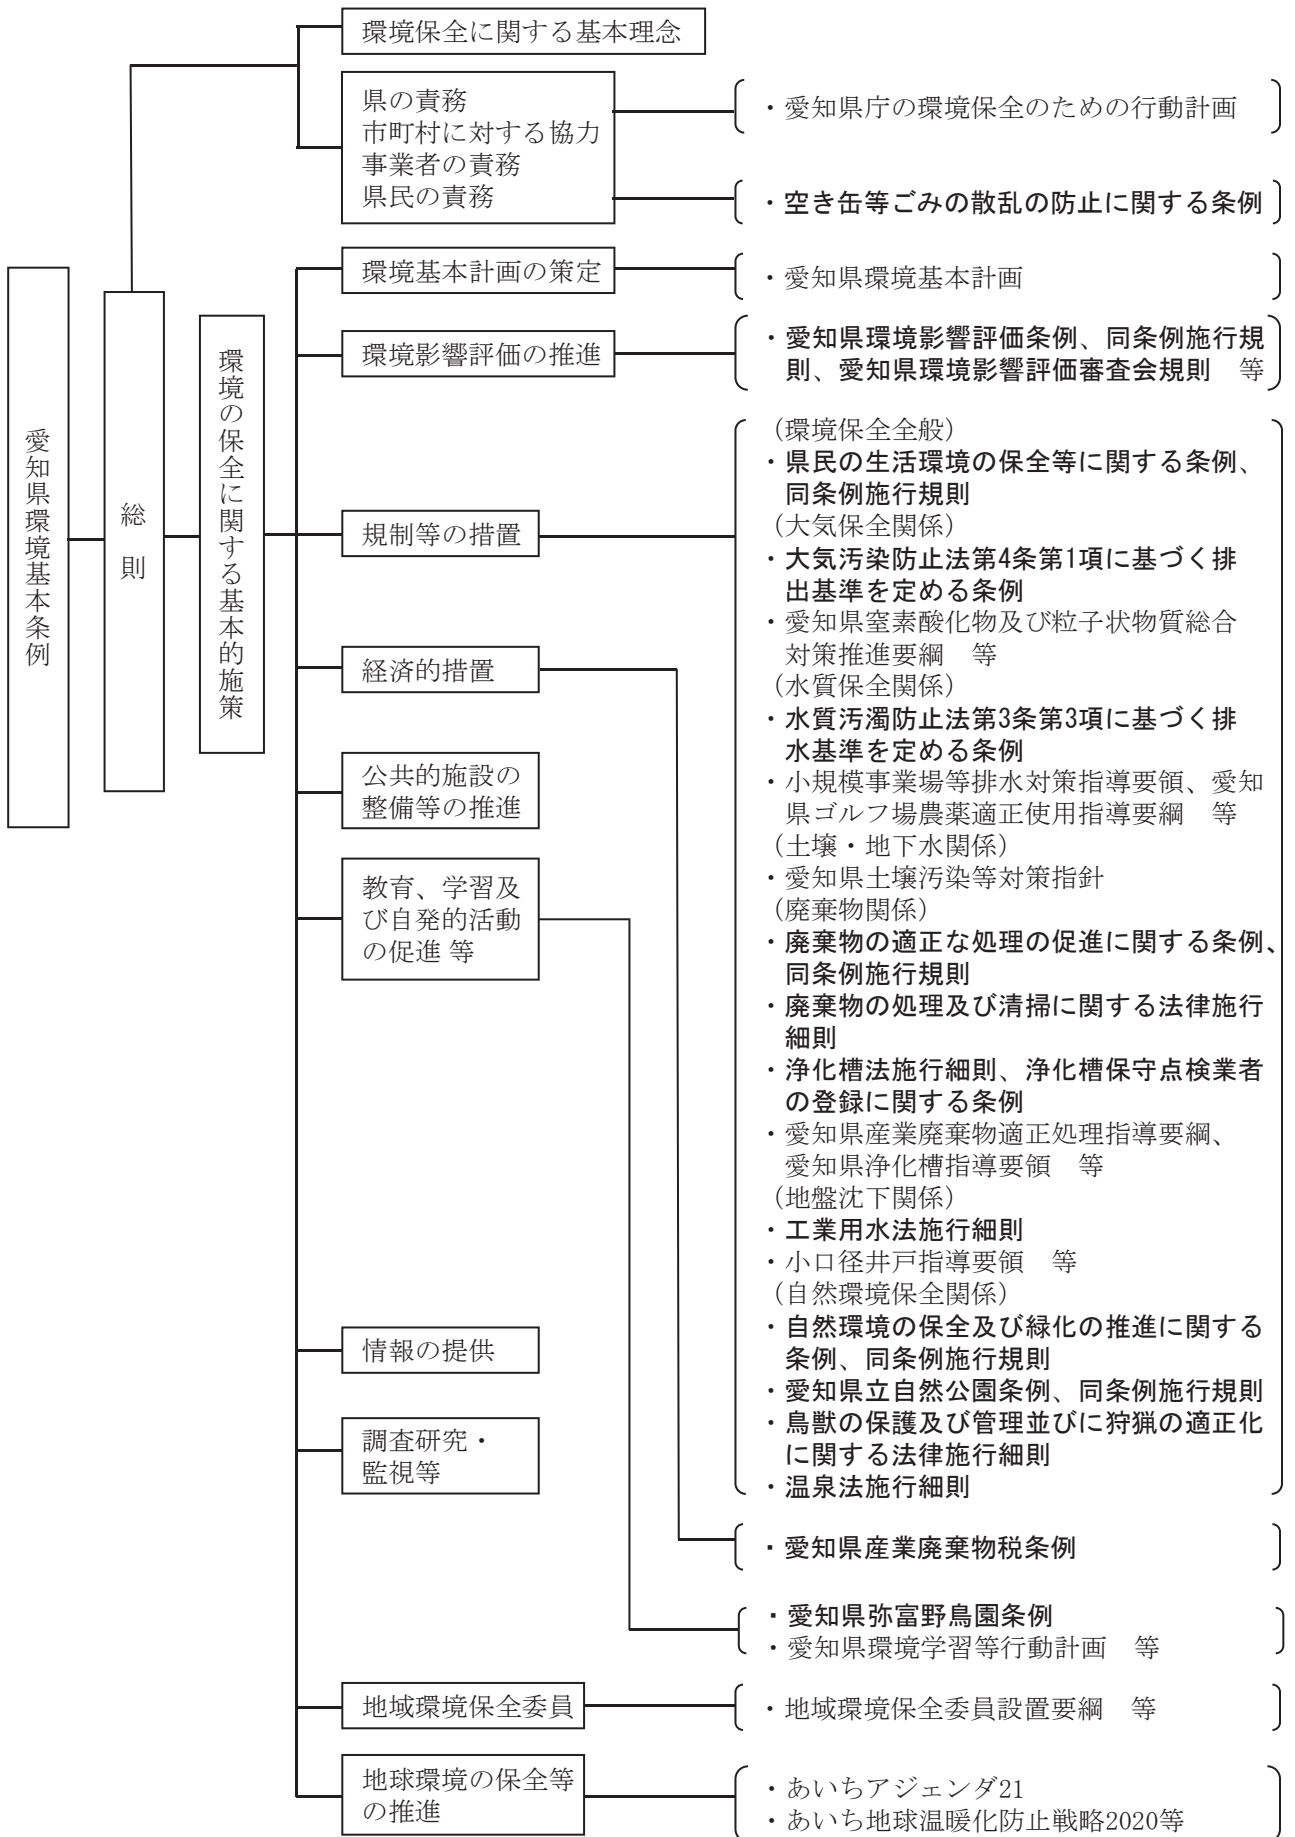 環境保全に関する基本理念
県の責務
市町村に対する協力
事業者の責務
県民の責務
・愛知県庁の環境保全のための行動計画
・空き缶等ごみの散乱の防止に関する条例
愛知県環境基本条例
総則
環境の保全に関する基本的施策
環境基本計画の策定
・愛知県環境基本計画
環境影響評価の推進
・愛知県環境影響評価条例、同条例施行規
則、愛知県環境影響評価審査会規則　等
規制等の措置
（環境保全全般）
・県民の生活環境の保全等に関する条例、
同条例施行規則
（大気保全関係）
・大気汚染防止法第4条第1項に基づく排
出基準を定める条例
・愛知県窒素酸化物及び粒子状物質総合
対策推進要綱　等
（水質保全関係）
・水質汚濁防止法第3条第3項に基づく排
水基準を定める条例
・小規模事業場等排水対策指導要領、愛知
県ゴルフ場農薬適正使用指導要綱　等
（土壌・地下水関係）
・愛知県土壌汚染等対策指針
（廃棄物関係）
・廃棄物の適正な処理の促進に関する条例、
同条例施行規則
・廃棄物の処理及び清掃に関する法律施行
細則
・浄化槽法施行細則、浄化槽保守点検業者
の登録に関する条例
・愛知県産業廃棄物適正処理指導要綱、
愛知県浄化槽指導要領　等
（地盤沈下関係）
・工業用水法施行細則
・小口径井戸指導要領　等
（自然環境保全関係）
・自然環境の保全及び緑化の推進に関する
条例、同条例施行規則
・愛知県立自然公園条例、同条例施行規則
・鳥獣の保護及び管理並びに狩猟の適正化
に関する法律施行細則
・温泉法施行細則
経済的措置
・愛知県産業廃棄物税条例
公共的施設の
整備等の推進
教育、学習及
び自発的活動
の促進 等
・愛知県弥富野鳥園条例
・愛知県環境学習等行動計画　等
情報の提供
調査研究・
監視等
地域環境保全委員
・地域環境保全委員設置要綱　等
地球環境の保全等
の推進
・あいちアジェンダ21
・あいち地球温暖化防止戦略2020等